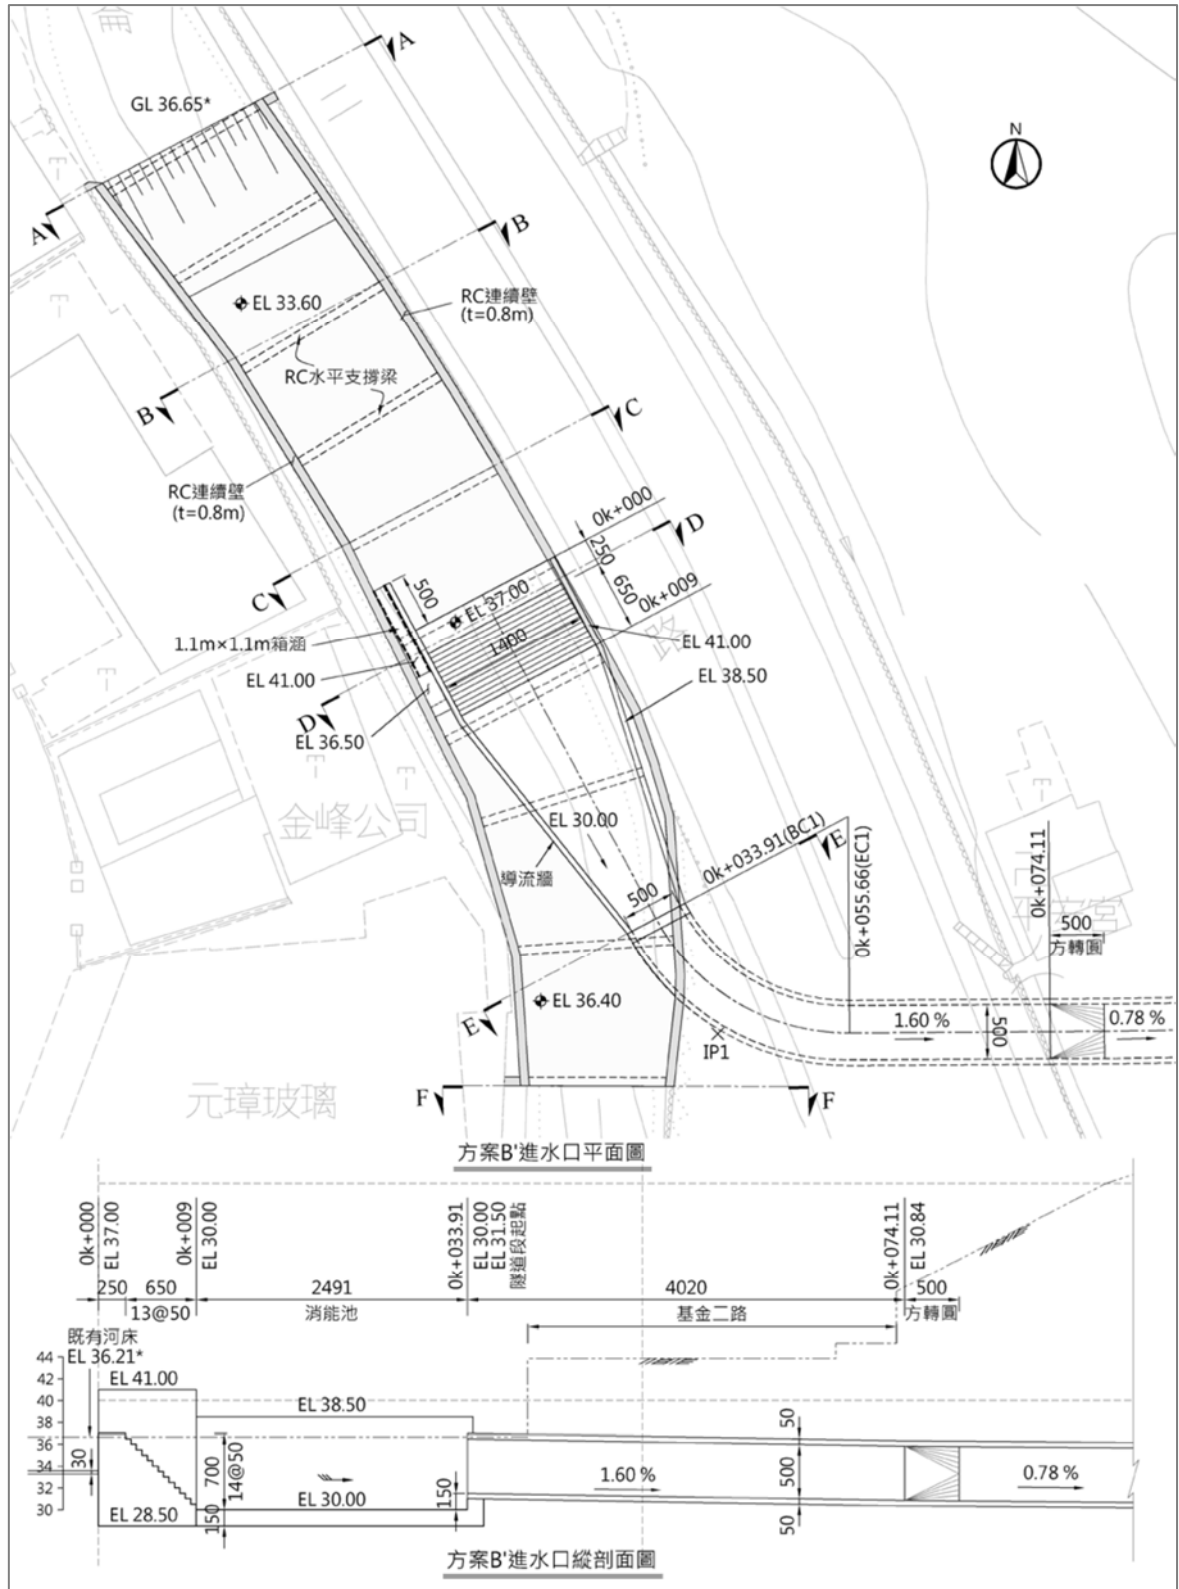 A
GL 36.65*
N
A
B
EL 33.60
RC連續壁
(t=0.8m)
RC水平支撐梁
B
C
RC連續壁
(t=0.8m)
0k+000
D
250
650
0k+009
C
500
EL 37.00
1400
路
1.1m×1.1m箱涵
EL 41.00
EL 41.00
EL 38.50
D
EL 36.50
金峰公司
EL 30.00
導流牆
0k+033.91(BC1)
E
500
0k+055.66(EC1)
0k+074.11
500
方轉圓
EL 36.40
E
IP1
1.60 %
500
0.78 %
元璋玻璃
F
F
方案B'進水口平面圖
0k+000
EL 37.00
0k+009
EL 30.00
0k+033.91
EL 30.00
EL 31.50
隧道段起點
0k+074.11
EL 30.84
250
650
2491
4020
500
13@50
消能池
基金二路
方轉圓
既有河床
EL 36.21*
EL 41.00
EL 38.50
44
42
40
38
36
34
32
30
30
700
14@50
150
EL 30.00
EL 28.50
150
1.60 %
50
500
50
0.78 %
方案B'進水口縱剖面圖